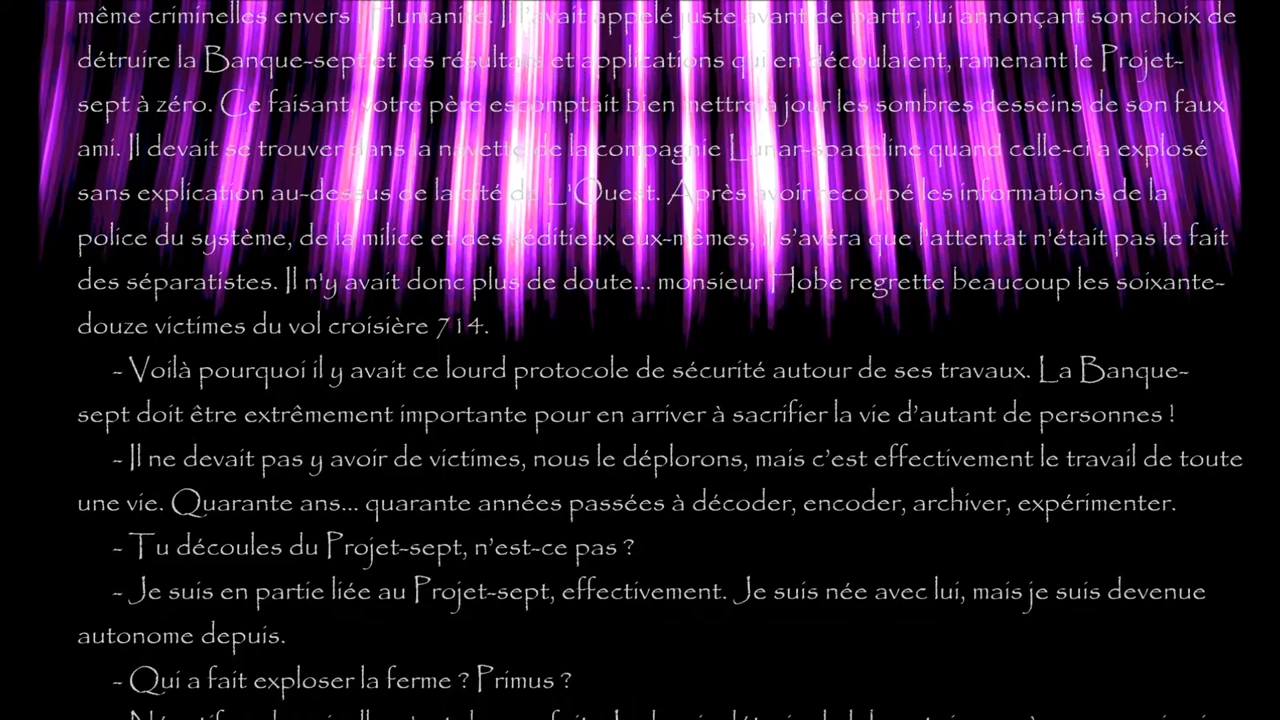 même criminelles envers l'Humanité. Il l'avait appelé juste avant de partir, lui annonçant son choix de
détruire la Banque-sept et les résultats et applications qui en découlaient, ramenant le Projet-
sept à zéro. Ce faisant, votre père escomptait bien mettre à jour les sombres desseins de son faux
ami. Il devait se trouver dans la navette de la compagnie Lunar-spaceline quand celle-ci a explosé
sans explication au-dessus de la cité de L'Ouest. Après avoir recoupé les informations de la
police du système, de la milice et des séditieux eux-mêmes, il s’avéra que l'attentat n'était pas le fait
des séparatistes. Il n'y avait donc plus de doute... monsieur Hobe regrette beaucoup les soixante-
douze victimes du vol croisière 714.
- Voilà pourquoi il y avait ce lourd protocole de sécurité autour de ses travaux. La Banque-
sept doit être extrêmement importante pour en arriver à sacrifier la vie d’autant de personnes !
- Il ne devait pas y avoir de victimes, nous le déplorons, mais c’est effectivement le travail de toute
une vie. Quarante ans... quarante années passées à décoder, encoder, archiver, expérimenter.
- Tu découles du Projet-sept, n’est-ce pas ?
- Je suis en partie liée au Projet-sept, effectivement. Je suis née avec lui, mais je suis devenue
autonome depuis.
- Qui a fait exploser la ferme ? Primus ?